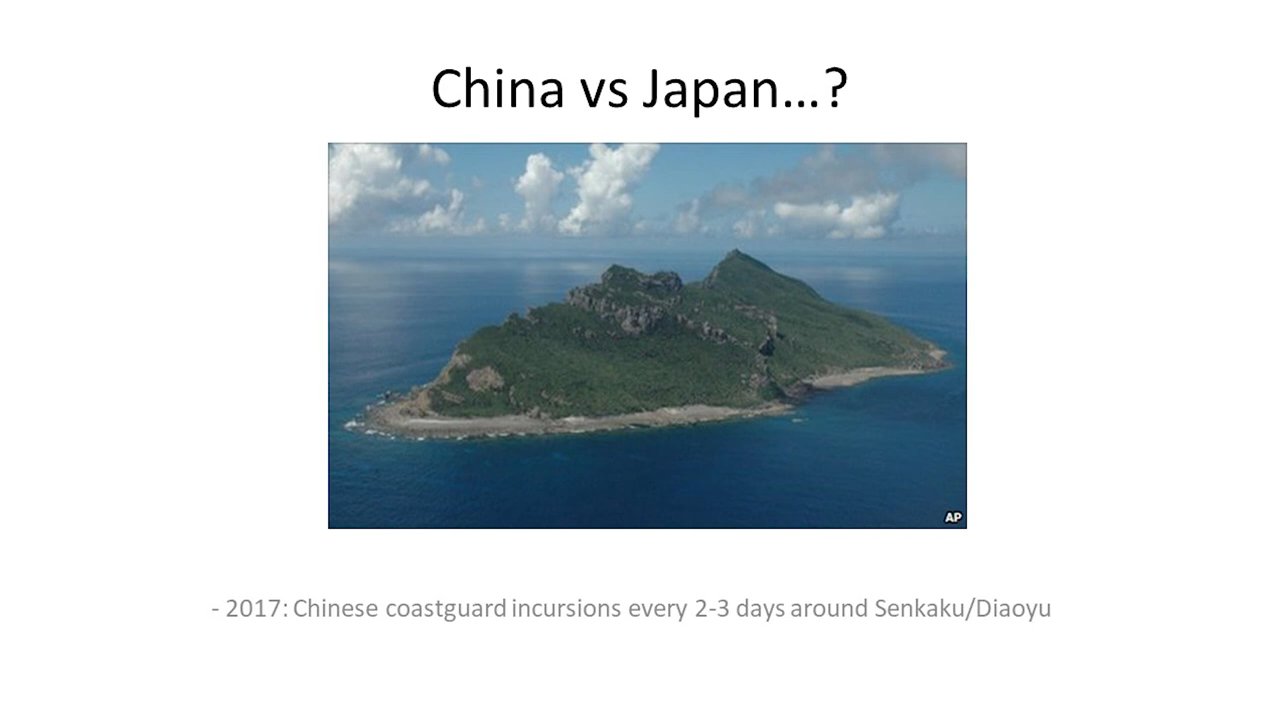 China vs Japan…?
AP
- 2017: Chinese coastguard incursions every 2-3 days around Senkaku/Diaoyu